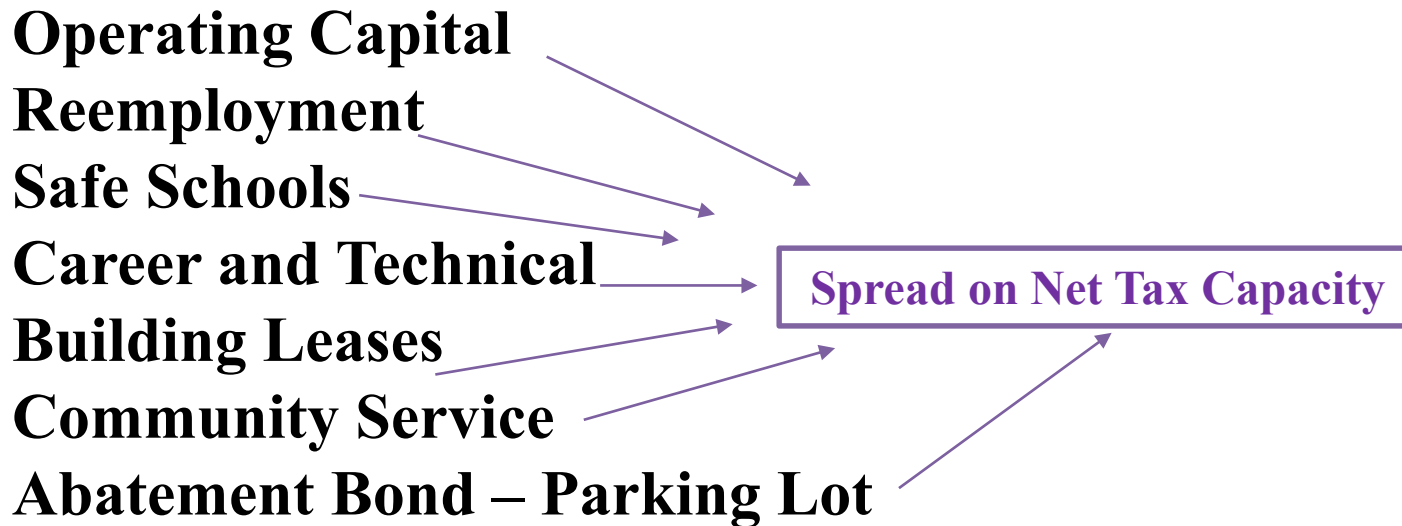 Operating Capital
Reemployment
Safe Schools
Career and Technical
Spread on Net Tax Capacity
Building Leases
Community Service
Abatement Bond – Parking Lot